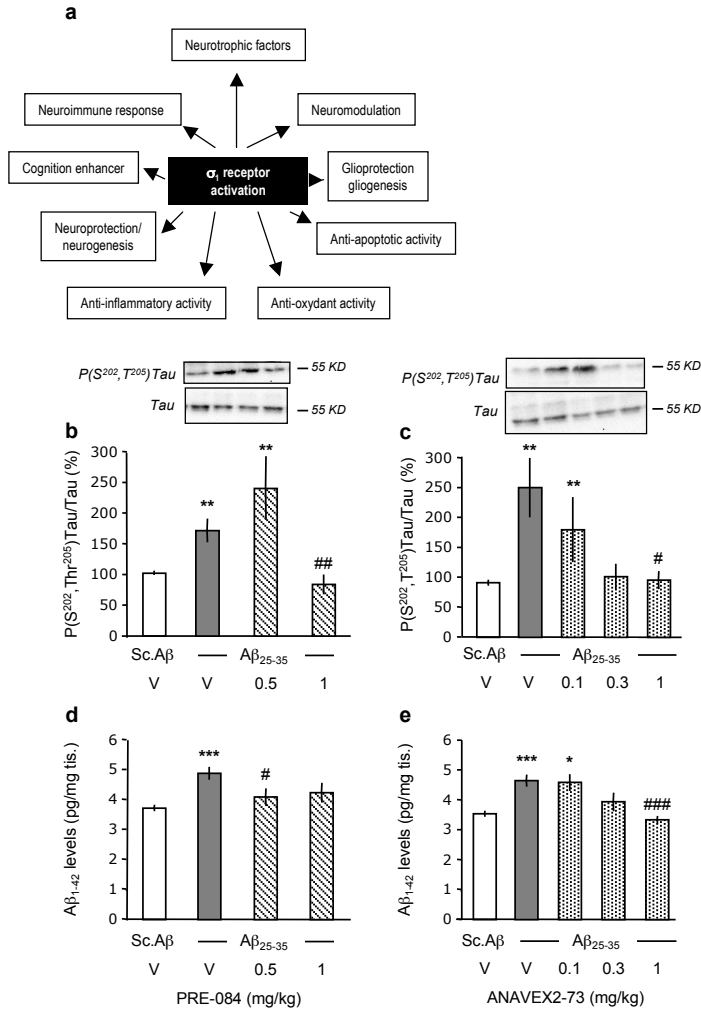 a
Neurotrophic factors
Neuroimmune response
Neuromodulation
Cognition enhancer
σ₁ receptor
activation
Glioprotection
gliogenesis
Neuroprotection/
neurogenesis
Anti-apoptotic activity
Anti-inflammatory activity
Anti-oxydant activity
P(S²⁰²,T²⁰⁵)Tau
55 KD
Tau
55 KD
b
P(S²⁰²,Thr²⁰⁵)Tau/Tau (%)
300
250
200
150
100
50
0
**
**
##
Sc.Aβ
Aβ₂₅₋₃₅
V V 0.5 1
P(S²⁰²,T²⁰⁵)Tau
55 KD
Tau
55 KD
c
P(S²⁰²,T²⁰⁵)Tau/Tau (%)
300
250
200
150
100
50
0
**
**
#
Sc.Aβ
Aβ₂₅₋₃₅
V V 0.1 0.3 1
d
Aβ₁₋₄₂ levels (pg/mg tis.)
6
5
4
3
2
1
0
***
#
Sc.Aβ
Aβ₂₅₋₃₅
V V 0.5 1
PRE-084 (mg/kg)
e
Aβ₁₋₄₂ levels (pg/mg tis.)
6
5
4
3
2
1
0
***
*
###
Sc.Aβ
Aβ₂₅₋₃₅
V V 0.1 0.3 1
ANAVEX2-73 (mg/kg)